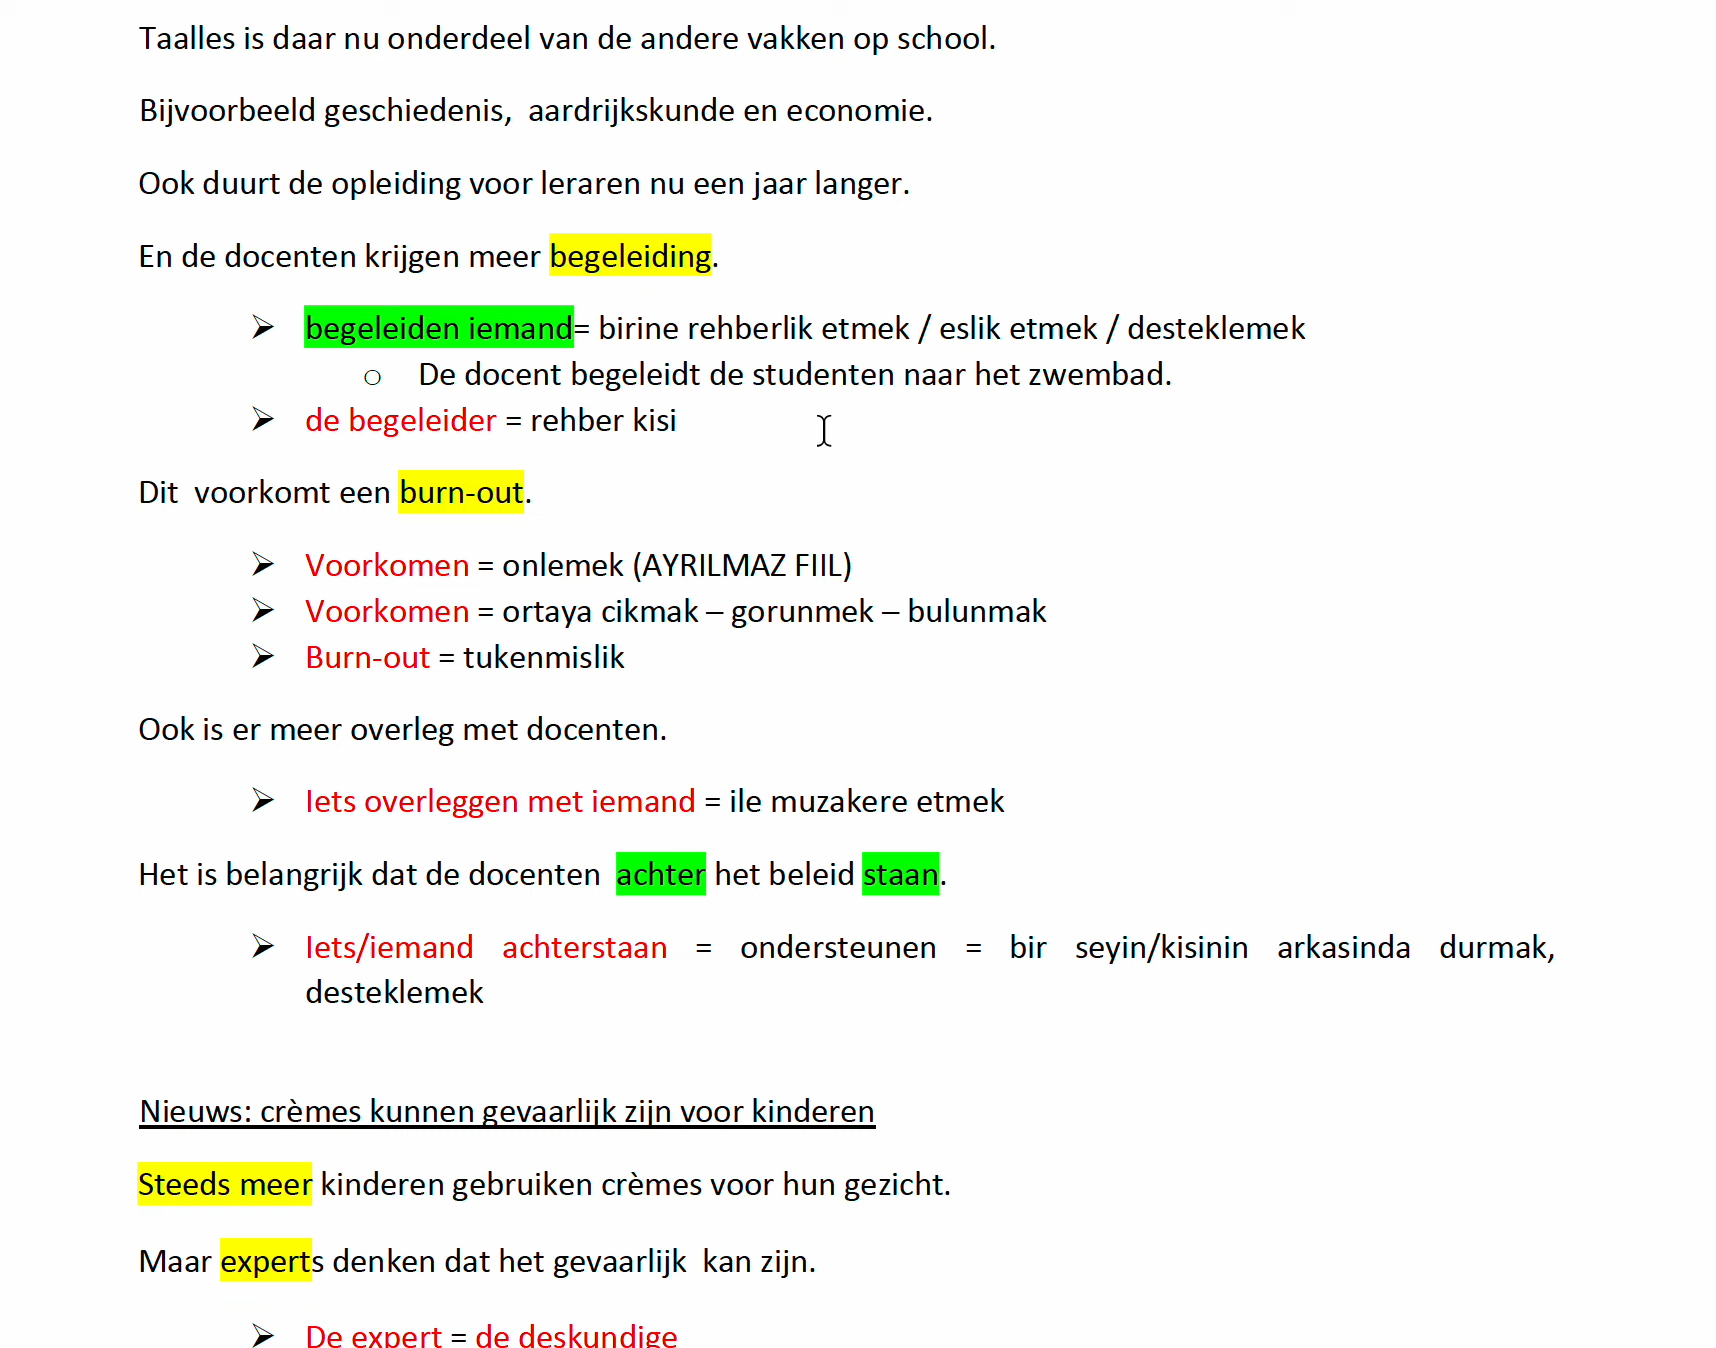 Taalles is daar nu onderdeel van de andere vakken op school.
Bijvoorbeeld geschiedenis,  aardrijkskunde en economie.
Ook duurt de opleiding voor leraren nu een jaar langer.
En de docenten krijgen meer begeleiding.
➢ begeleiden iemand= birine rehberlik etmek / eslik etmek / desteklemek
o De docent begeleidt de studenten naar het zwembad.
➢ de begeleider = rehber kisi
Dit  voorkomt een burn-out.
➢ Voorkomen = onlemek (AYRILMAZ FIIL)
➢ Voorkomen = ortaya cikmak – gorunmek – bulunmak
➢ Burn-out = tukenmislik
Ook is er meer overleg met docenten.
➢ Iets overleggen met iemand = ile muzakere etmek
Het is belangrijk dat de docenten  achter het beleid staan.
➢ Iets/iemand achterstaan = ondersteunen = bir seyin/kisinin arkasinda durmak,
desteklemek
Nieuws: crèmes kunnen gevaarlijk zijn voor kinderen
Steeds meer kinderen gebruiken crèmes voor hun gezicht.
Maar experts denken dat het gevaarlijk  kan zijn.
➢ De expert = de deskundige